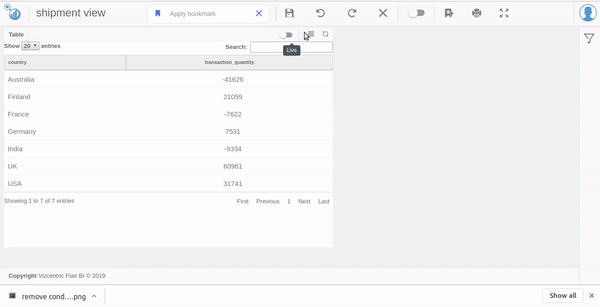 shipment view
Apply bookmark
Table
Show 20 entries
Search:
Live
country transaction_quantity
Australia -41626
Finland 21059
France -7622
Germany 7531
India -9334
UK 60961
USA 31741
Showing 1 to 7 of 7 entries
First Previous 1 Next Last
Copyright Vizcentric Flair BI © 2019
remove cond....png
Show all